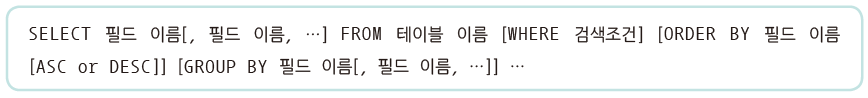 SELECT 필드 이름[, 필드 이름, …] FROM 테이블 이름 [WHERE 검색조건] [ORDER BY 필드 이름
[ASC or DESC]] [GROUP BY 필드 이름[, 필드 이름, …]] …